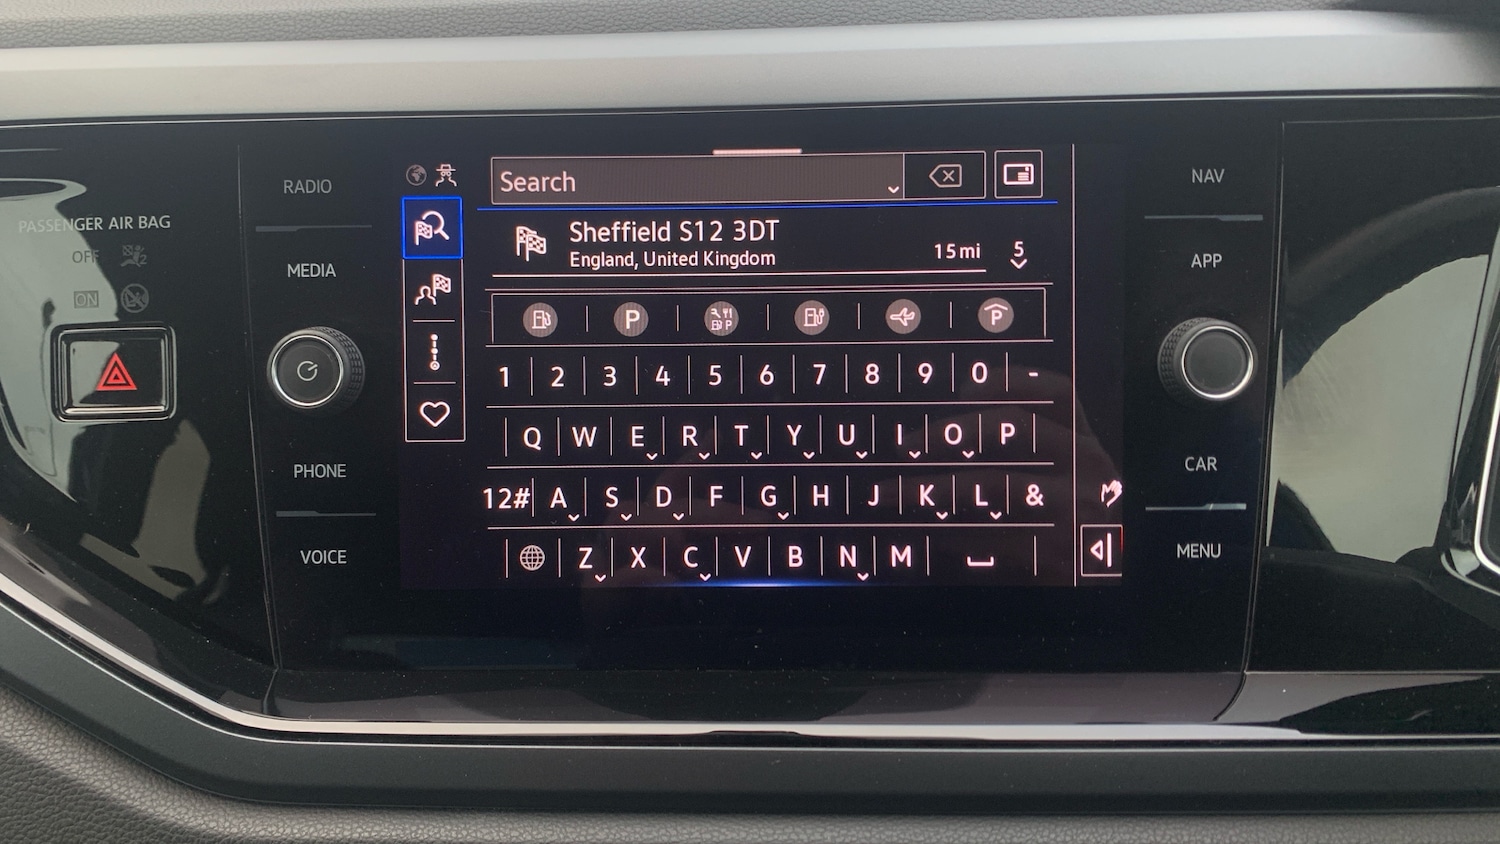 PASSENGER AIR BAG
OFF
ON
RADIO
MEDIA
PHONE
VOICE
Search
Sheffield S12 3DT
England, United Kingdom
15 mi
5
P
P
P
1 2 3 4 5 6 7 8 9 0 -
Q W E R T Y U I O P
12# A S D F G H J K L &
Z X C V B N M
NAV
APP
CAR
MENU